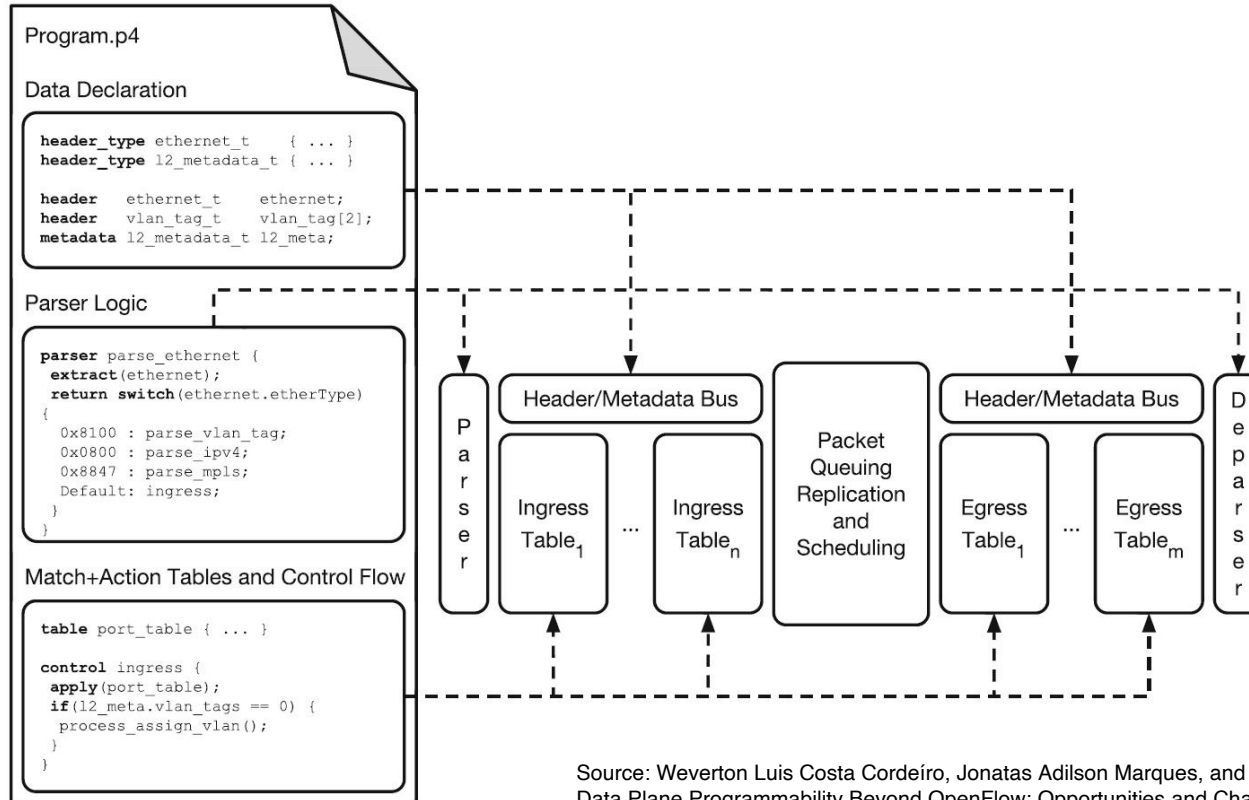 Program.p4
Data Declaration
header_type ethernet_t { ... }
header_type l2_metadata_t { ... }
header ethernet_t ethernet;
header vlan_tag_t vlan_tag[2];
metadata l2_metadata_t l2_meta;
Parser Logic
parser parse_ethernet {
extract(ethernet);
return switch(ethernet.etherType)
{
0x8100 : parse_vlan_tag;
0x0800 : parse_ipv4;
0x8847 : parse_mpls;
Default: ingress;
}
}
Match+Action Tables and Control Flow
table port_table { ... }
control ingress {
apply(port_table);
if(l2_meta.vlan_tags == 0) {
process_assign_vlan();
}
}
Parser
Header/Metadata Bus
Ingress
Table1
...
Ingress
Tablen
Packet
Queuing
Replication
and
Scheduling
Header/Metadata Bus
Egress
Table1
...
Egress
Tablem
Deparser
Source: Weverton Luis Costa Cordeíro, Jonatas Adilson Marques, and
Data Plane Programmability Beyond OpenFlow: Opportunities and